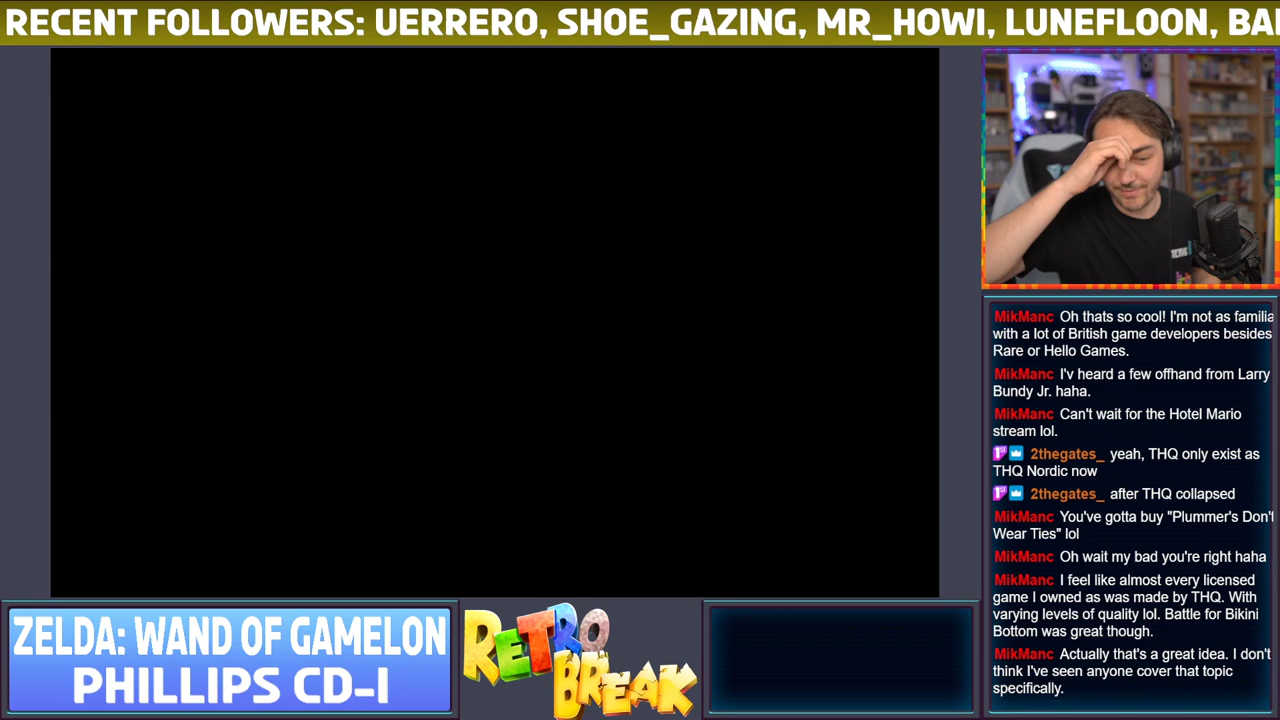 RECENT FOLLOWERS: UERRERO, SHOE_GAZING, MR_HOWI, LUNEFLOON, BA
MikManc Oh thats so cool! I'm not as familia
with a lot of British game developers besides
Rare or Hello Games.
MikManc I'v heard a few offhand from Larry
Bundy Jr. haha.
MikManc Can't wait for the Hotel Mario
stream lol.
2thegates_ yeah, THQ only exist as
THQ Nordic now
2thegates_ after THQ collapsed
MikManc You've gotta buy "Plummer's Don't
Wear Ties" lol
MikManc Oh wait my bad you're right haha
MikManc I feel like almost every licensed
game I owned as was made by THQ. With
varying levels of quality lol. Battle for Bikini
Bottom was great though.
MikManc Actually that's a great idea. I don't
think I've seen anyone cover that topic
specifically.
ZELDA: WAND OF GAMELON
PHILLIPS CD-I
RETRO
BREAK